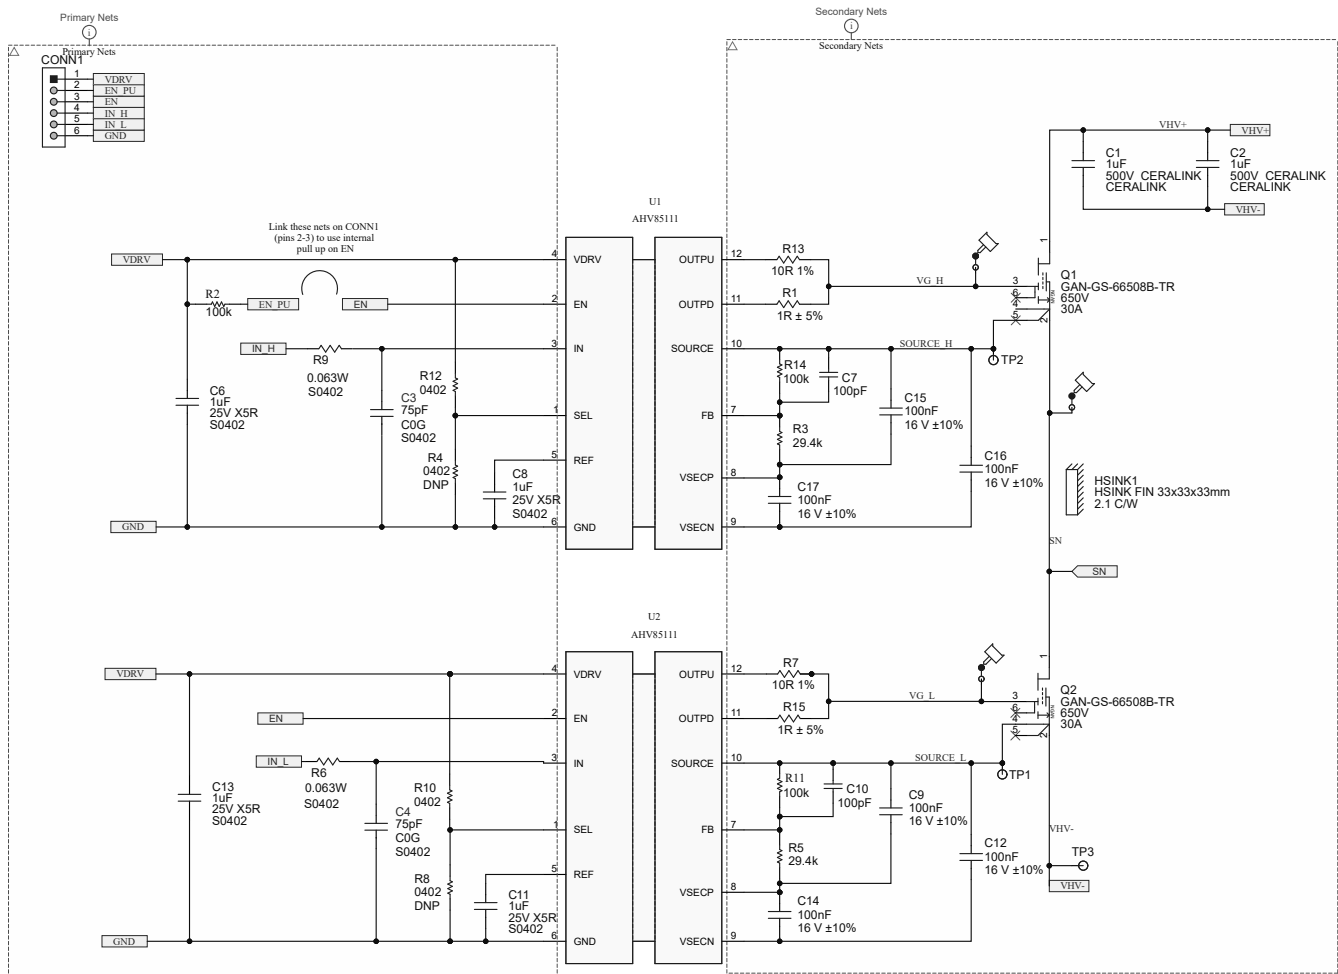 Primary Nets
i
Primary Nets
Secondary Nets
i
Secondary Nets
CONN1
1 VDRV
2 EN_PU
3 EN
4 IN_H
5 IN_L
6 GND
VHV+
VHV+
C1
1uF
500V CERALINK
CERALINK
C2
1uF
500V CERALINK
CERALINK
VHV-
U1
AHV85111
Link these nets on CONN1
(pins 2-3) to use internal
pull up on EN
VDRV
R2
100k
EN_PU
EN
IN_H
R9
0.063W
S0402
C6
1uF
25V X5R
S0402
C3
75pF
C0G
S0402
R12
0402
R4
0402
DNP
C8
1uF
25V X5R
S0402
GND
4 VDRV
2 EN
3 IN
1 SEL
5 REF
6 GND
OUTPU 12
OUTPD 11
SOURCE 10
FB 7
VSECP 8
VSECN 9
R13
10R 1%
R1
1R ± 5%
VG_H
SOURCE_H
R14
100k
C7
100pF
R3
29.4k
C15
100nF
16 V ±10%
C17
100nF
16 V ±10%
C16
100nF
16 V ±10%
TP2
1
3
6
4
5
2
Q1
GAN-GS-66508B-TR
650V
30A
HSINK1
HSINK FIN 33x33x33mm
2.1 C/W
SN
SN
U2
AHV85111
VDRV
EN
IN_L
R6
0.063W
S0402
C13
1uF
25V X5R
S0402
C4
75pF
C0G
S0402
R10
0402
R8
0402
DNP
C11
1uF
25V X5R
S0402
GND
4 VDRV
2 EN
3 IN
1 SEL
5 REF
6 GND
OUTPU 12
OUTPD 11
SOURCE 10
FB 7
VSECP 8
VSECN 9
R7
10R 1%
R15
1R ± 5%
VG_L
SOURCE_L
R11
100k
C10
100pF
R5
29.4k
C9
100nF
16 V ±10%
C14
100nF
16 V ±10%
C12
100nF
16 V ±10%
TP1
1
3
6
4
5
2
Q2
GAN-GS-66508B-TR
650V
30A
VHV-
TP3
VHV-